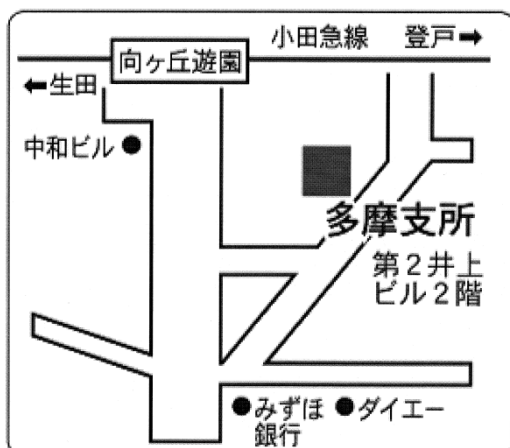 小田急線
登戸➡
向ヶ丘遊園
⬅生田
中和ビル
多摩支所
第2井上
ビル2階
みずほ
銀行
ダイエー